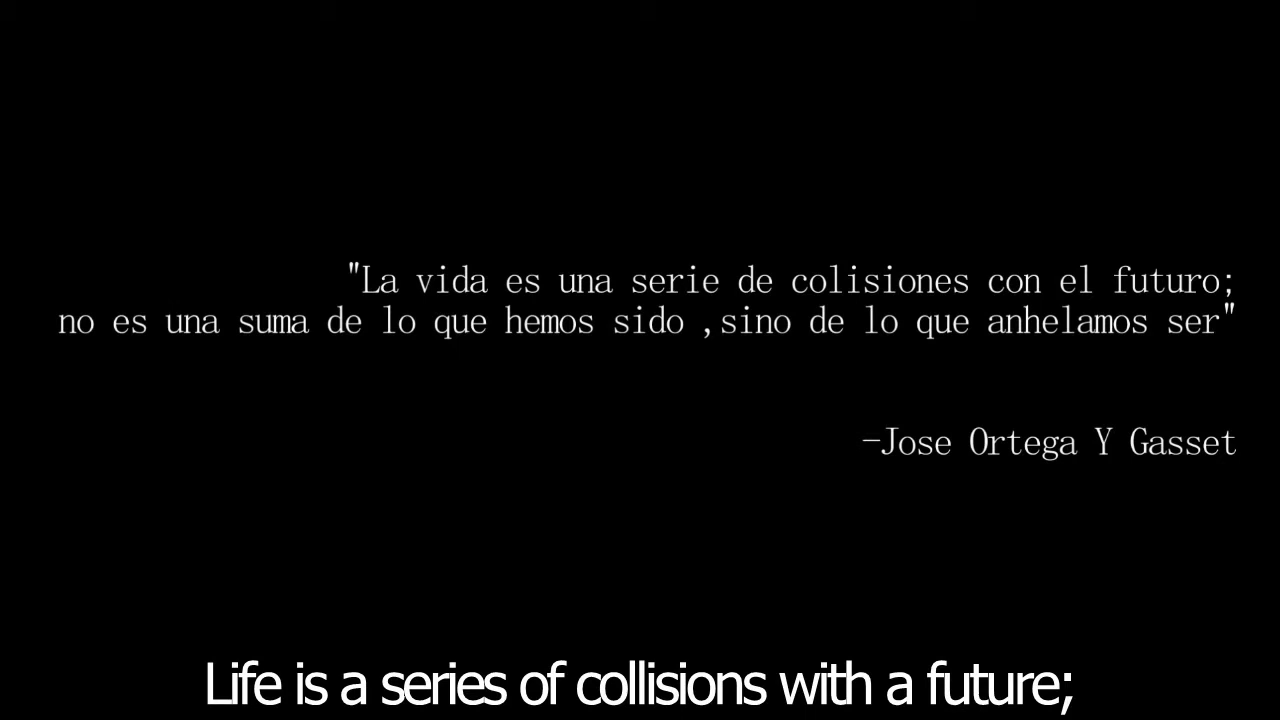 "La vida es una serie de colisiones con el futuro;
no es una suma de lo que hemos sido ,sino de lo que anhelamos ser"
-Jose Ortega Y Gasset
Life is a series of collisions with a future;